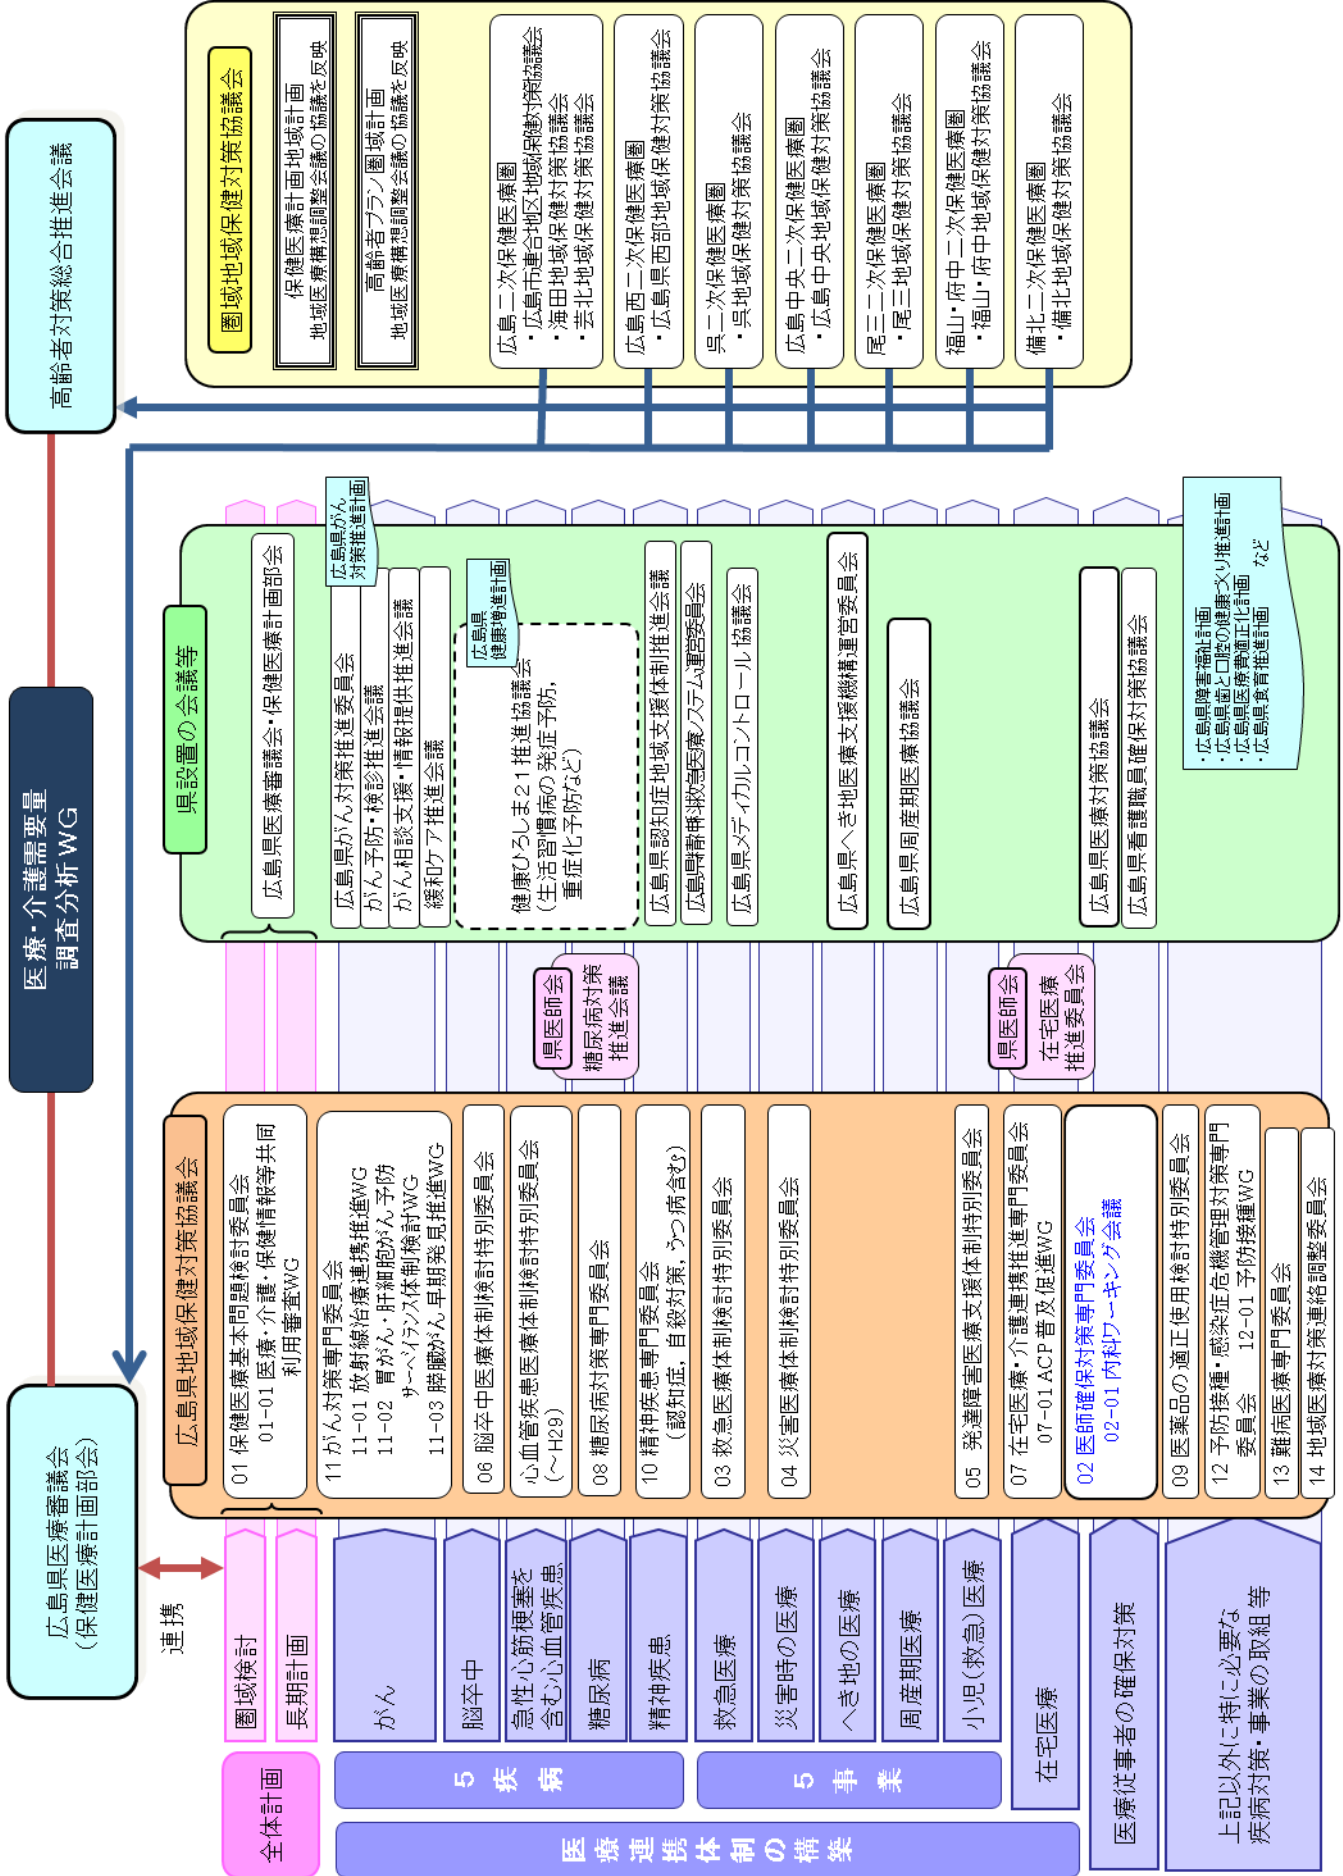 広島県医療審議会
（保健医療計画部会）
医療・介護需要量
調査分析WG
高齢者対策総合推進会議
連携
全体計画
圏域検討
長期計画
医療連携体制の構築
5疾病
5事業
がん
脳卒中
急性心筋梗塞を
含む心血管疾患
糖尿病
精神疾患
救急医療
災害時の医療
へき地の医療
周産期医療
小児（救急）医療
在宅医療
医療従事者の確保対策
上記以外に特に必要な
疾病対策・事業の取組等
広島県地域保健対策協議会
01 保健医療基本問題検討委員会
01-01 医療・介護・保健情報等共同
利用審査WG
11 がん対策専門委員会
11-01 放射線治療連携推進WG
11-02 胃がん・肝細胞がん予防
サーベイランス体制検討WG
11-03 膵臓がん早期発見推進WG
06 脳卒中医療体制検討特別委員会
心血管疾患医療体制検討特別委員会
（～H29）
08 糖尿病対策専門委員会
10 精神疾患専門委員会
（認知症，自殺対策，うつ病含む）
03 救急医療体制検討特別委員会
04 災害医療体制検討特別委員会
05 発達障害医療支援体制特別委員会
07 在宅医療・介護連携推進専門委員会
07-01 ACP普及促進WG
02 医師確保対策専門委員会
02-01 内科ワーキング会議
09 医薬品の適正使用検討特別委員会
12 予防接種・感染症危機管理対策専門
委員会 12-01 予防接種WG
13 難病医療専門委員会
14 地域医療対策連絡調整委員会
県医師会
糖尿病対策
推進会議
県医師会
在宅医療
推進委員会
県設置の会議等
広島県医療審議会・保健医療計画部会
広島県がん対策推進委員会
がん予防・検診推進会議
がん相談支援・情報提供推進会議
緩和ケア推進会議
広島県がん
対策推進計画
健康ひろしま21推進協議会
（生活習慣病の発症予防，
重症化予防など）
広島県
健康増進計画
広島県認知症地域支援体制推進会議
広島県精神科救急医療システム運営委員会
広島県メディカルコントロール協議会
広島県へき地医療支援機構運営委員会
広島県周産期医療協議会
広島県医療対策協議会
広島県看護職員確保対策協議会
・広島県障害福祉計画
・広島県歯と口腔の健康づくり推進計画
・広島県医療費適正化計画
・広島県食育推進計画 など
圏域地域保健対策協議会
保健医療計画地域計画
地域医療構想調整会議の協議を反映
高齢者プラン圏域計画
地域医療構想調整会議の協議を反映
広島二次保健医療圏
・広島市連合地区地域保健対策協議会
・海田地域保健対策協議会
・芸北地域保健対策協議会
広島西二次保健医療圏
・広島県西部地域保健対策協議会
呉二次保健医療圏
・呉地域保健対策協議会
広島中央二次保健医療圏
・広島中央地域保健対策協議会
尾三二次保健医療圏
・尾三地域保健対策協議会
福山・府中二次保健医療圏
・福山・府中地域保健対策協議会
備北二次保健医療圏
・備北地域保健対策協議会